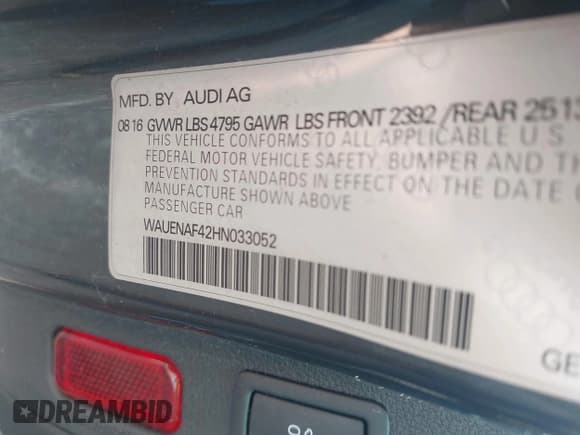 MFD. BY AUDI AG
08 16 GVWR LBS 4795 GAWR LBS FRONT 2392 /REAR 2513
THIS VEHICLE CONFORMS TO ALL APPLICABLE U S
FEDERAL MOTOR VEHICLE SAFETY, BUMPER AND
PREVENTION STANDARDS IN EFFECT ON THE DATE
MANUFACTURE SHOWN ABOVE
PASSENGER CAR
WAUENAF42HN033052
GE
DREAMBID